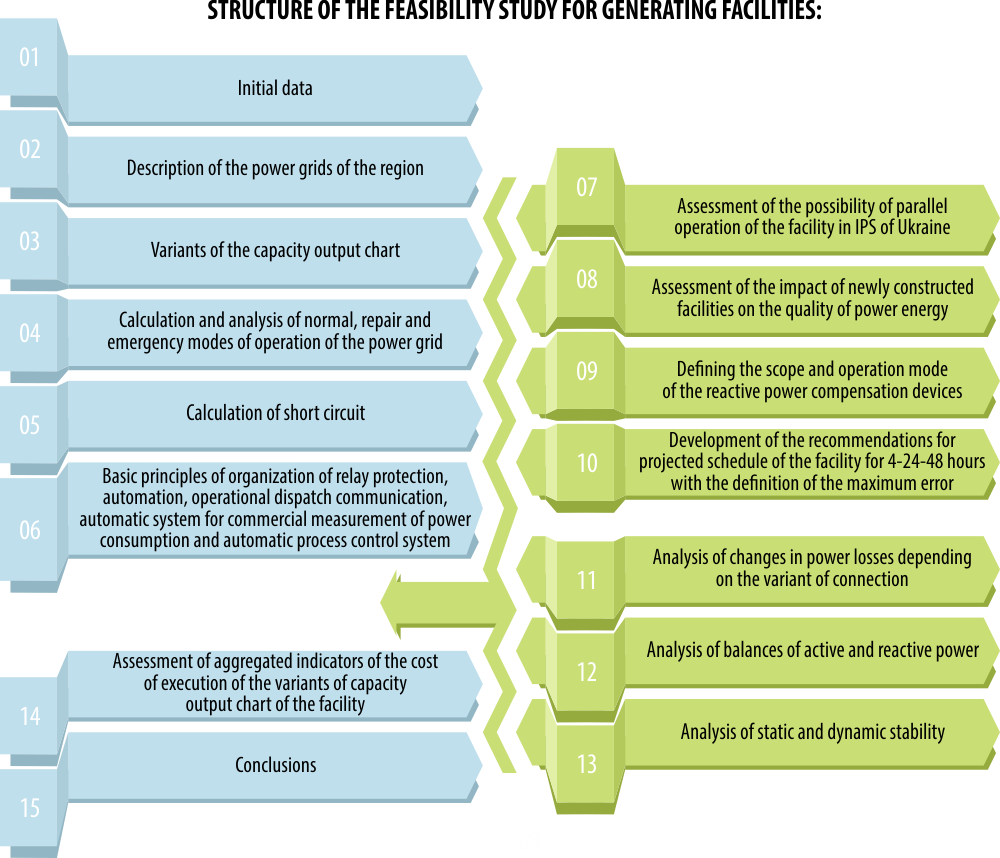 STRUCTURE OF THE FEASIBILITY STUDY FOR GENERATING FACILITIES:
01
Initial data
02
Description of the power grids of the region
03
Variants of the capacity output chart
04
Calculation and analysis of normal, repair and
emergency modes of operation of the power grid
05
Calculation of short circuit
06
Basic principles of organization of relay protection,
automation, operational dispatch communication,
automatic system for commercial measurement of power
consumption and automatic process control system
07
Assessment of the possibility of parallel
operation of the facility in IPS of Ukraine
08
Assessment of the impact of newly constructed
facilities on the quality of power energy
09
Defining the scope and operation mode
of the reactive power compensation devices
10
Development of the recommendations for
projected schedule of the facility for 4-24-48 hours
with the definition of the maximum error
11
Analysis of changes in power losses depending
on the variant of connection
12
Analysis of balances of active and reactive power
13
Analysis of static and dynamic stability
14
Assessment of aggregated indicators of the cost
of execution of the variants of capacity
output chart of the facility
15
Conclusions